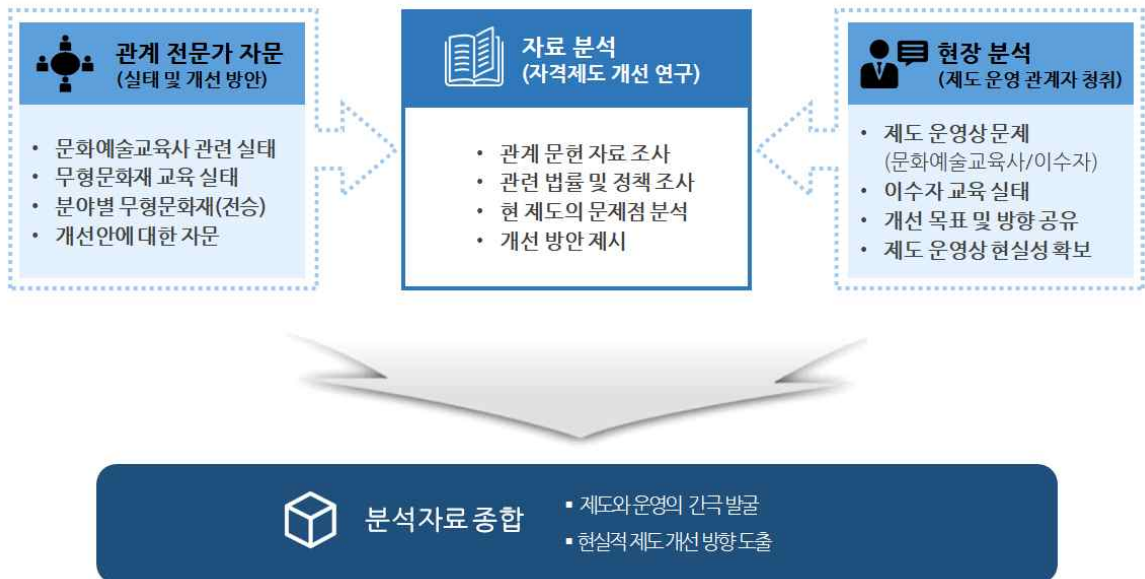 관계 전문가 자문
(실태 및 개선 방안)
• 문화예술교육사 관련 실태
• 무형문화재 교육 실태
• 분야별 무형문화재(전승)
• 개선안에 대한 자문
자료 분석
(자격제도 개선 연구)
• 관계 문헌 자료 조사
• 관련 법률 및 정책 조사
• 현 제도의 문제점 분석
• 개선 방안 제시
현장 분석
(제도 운영 관계자 청취)
• 제도 운영상 문제
(문화예술교육사/이수자)
• 이수자 교육 실태
• 개선 목표 및 방향 공유
• 제도 운영상 현실성 확보
분석자료 종합
▪ 제도와 운영의 간극 발굴
▪ 현실적 제도 개선 방향 도출